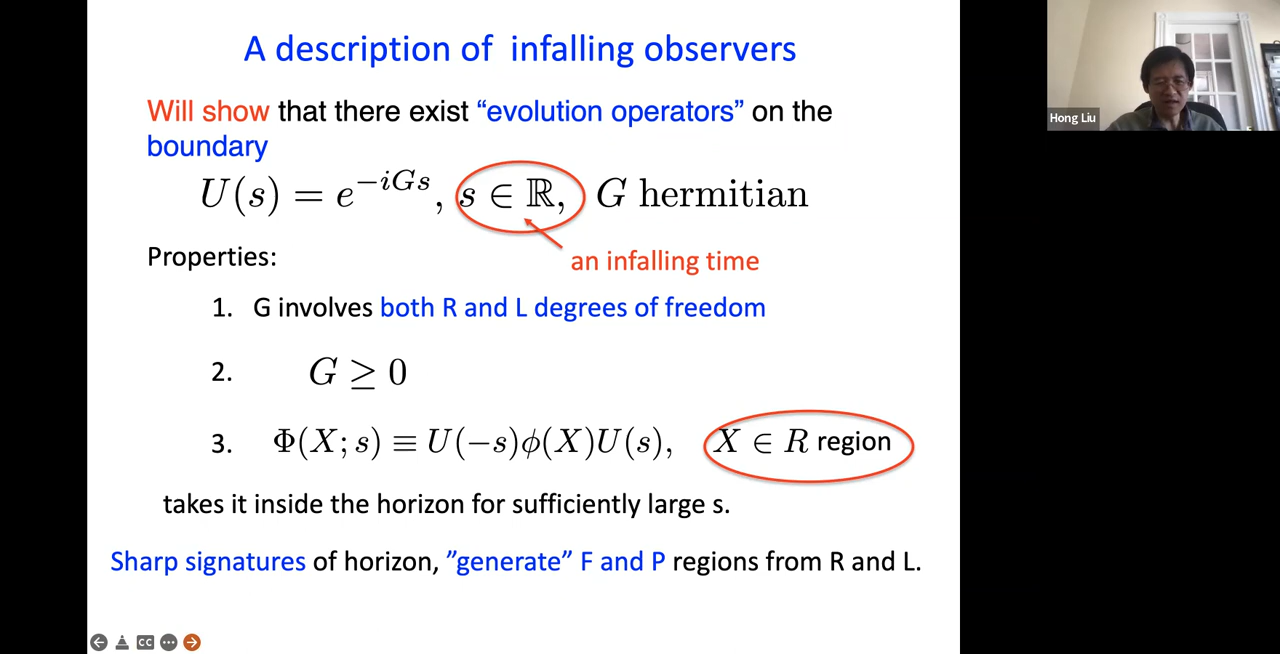 A description of infalling observers
Will show that there exist “evolution operators” on the
boundary
U(s) = e^{-iGs}, s ∈ ℝ, G hermitian
an infalling time
Properties:
1. G involves both R and L degrees of freedom
2. G ≥ 0
3. Φ(X; s) ≡ U(−s)ϕ(X)U(s), X ∈ R region
takes it inside the horizon for sufficiently large s.
Sharp signatures of horizon, ”generate” F and P regions from R and L.
CC
Hong Liu